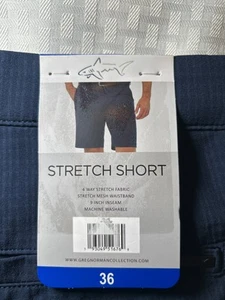 STRETCH SHORT
4 WAY STRETCH FABRIC
STRETCH MESH WAISTBAND
9 INCH INSEAM
MACHINE WASHABLE
WWW.GREGNORMANCOLLECTION.COM
36